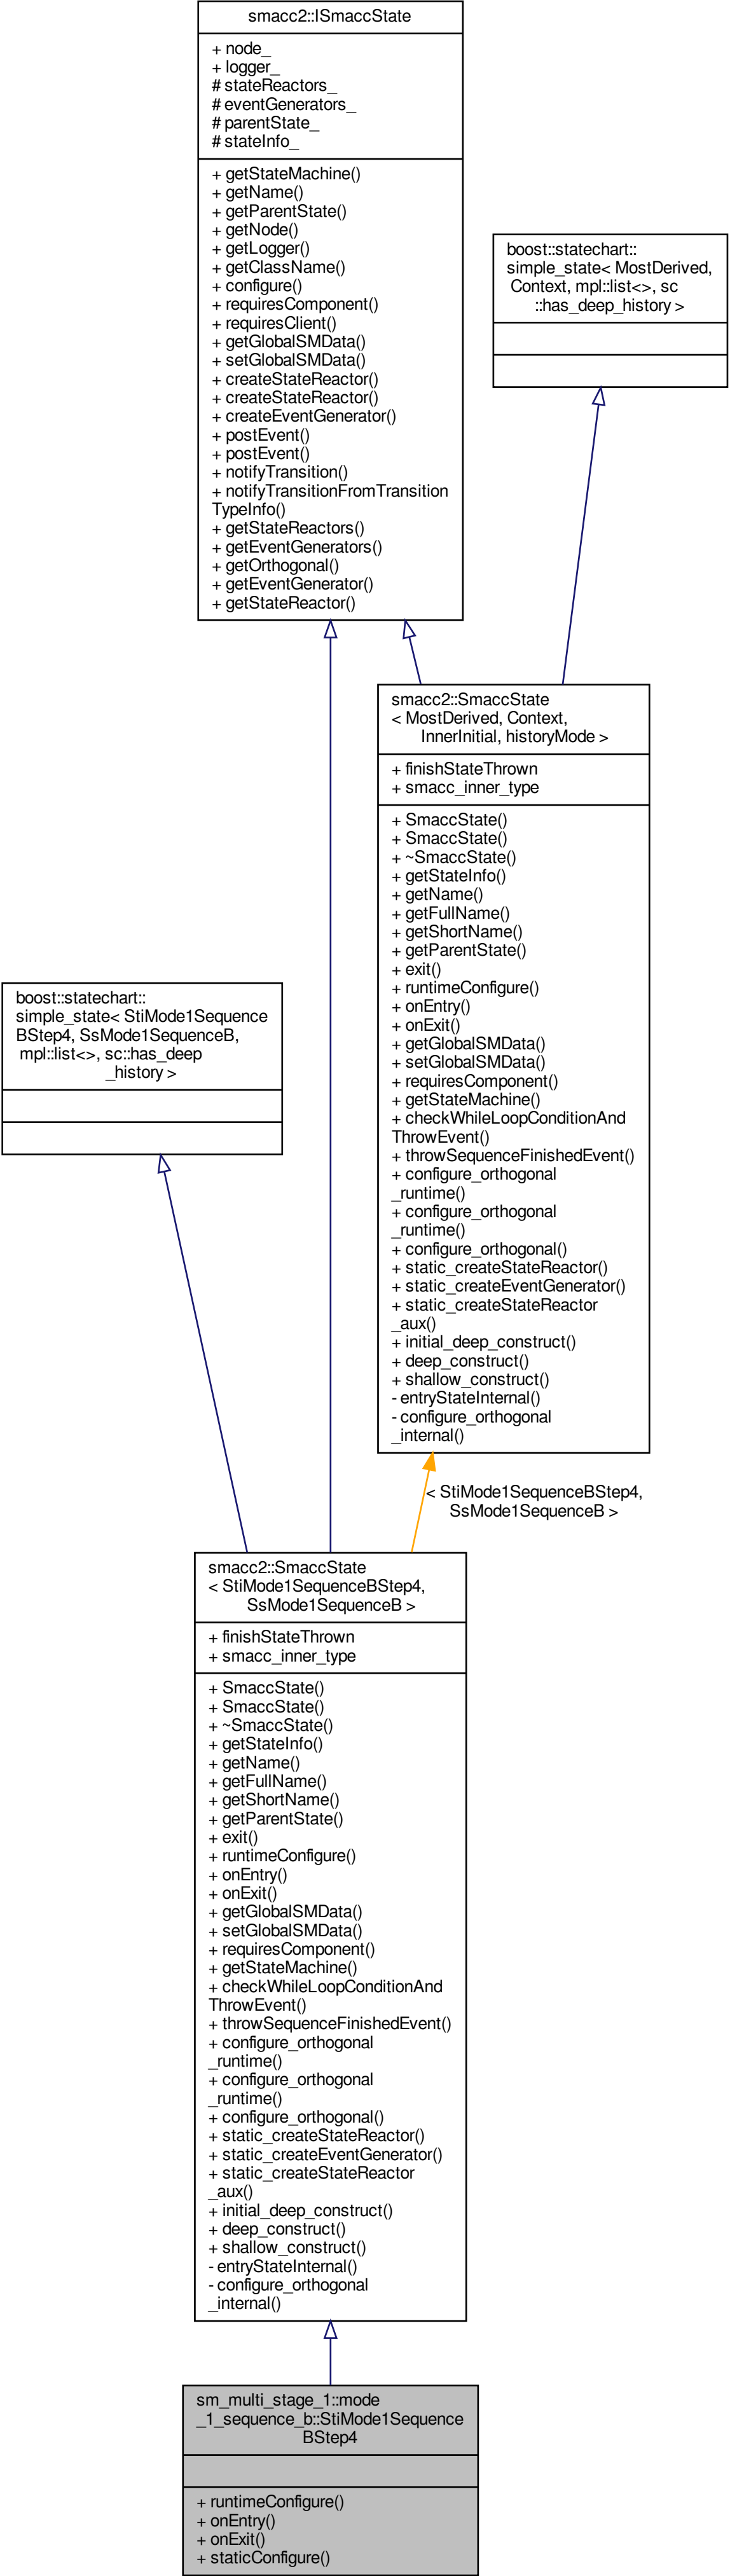 smacc2::ISmaccState
+ node_
+ logger_
# stateReactors_
# eventGenerators_
# parentState_
# stateInfo_
+ getStateMachine()
+ getName()
+ getParentState()
+ getNode()
+ getLogger()
+ getClassName()
+ configure()
+ requiresComponent()
+ requiresClient()
+ getGlobalSMData()
+ setGlobalSMData()
+ createStateReactor()
+ createStateReactor()
+ createEventGenerator()
+ postEvent()
+ postEvent()
+ notifyTransition()
+ notifyTransitionFromTransition
TypeInfo()
+ getStateReactors()
+ getEventGenerators()
+ getOrthogonal()
+ getEventGenerator()
+ getStateReactor()
boost::statechart::
simple_state< MostDerived,
Context, mpl::list<>, sc
::has_deep_history >
smacc2::SmaccState
< MostDerived, Context,
InnerInitial, historyMode >
+ finishStateThrown
+ smacc_inner_type
+ SmaccState()
+ SmaccState()
+ ~SmaccState()
+ getStateInfo()
+ getName()
+ getFullName()
+ getShortName()
+ getParentState()
+ exit()
+ runtimeConfigure()
+ onEntry()
+ onExit()
+ getGlobalSMData()
+ setGlobalSMData()
+ requiresComponent()
+ getStateMachine()
+ checkWhileLoopConditionAnd
ThrowEvent()
+ throwSequenceFinishedEvent()
+ configure_orthogonal
_runtime()
+ configure_orthogonal
_runtime()
+ configure_orthogonal()
+ static_createStateReactor()
+ static_createEventGenerator()
+ static_createStateReactor
_aux()
+ initial_deep_construct()
+ deep_construct()
+ shallow_construct()
- entryStateInternal()
- configure_orthogonal
_internal()
boost::statechart::
simple_state< StiMode1Sequence
BStep4, SsMode1SequenceB,
mpl::list<>, sc::has_deep
_history >
< StiMode1SequenceBStep4,
SsMode1SequenceB >
smacc2::SmaccState
< StiMode1SequenceBStep4,
SsMode1SequenceB >
+ finishStateThrown
+ smacc_inner_type
+ SmaccState()
+ SmaccState()
+ ~SmaccState()
+ getStateInfo()
+ getName()
+ getFullName()
+ getShortName()
+ getParentState()
+ exit()
+ runtimeConfigure()
+ onEntry()
+ onExit()
+ getGlobalSMData()
+ setGlobalSMData()
+ requiresComponent()
+ getStateMachine()
+ checkWhileLoopConditionAnd
ThrowEvent()
+ throwSequenceFinishedEvent()
+ configure_orthogonal
_runtime()
+ configure_orthogonal
_runtime()
+ configure_orthogonal()
+ static_createStateReactor()
+ static_createEventGenerator()
+ static_createStateReactor
_aux()
+ initial_deep_construct()
+ deep_construct()
+ shallow_construct()
- entryStateInternal()
- configure_orthogonal
_internal()
sm_multi_stage_1::mode
_1_sequence_b::StiMode1Sequence
BStep4
+ runtimeConfigure()
+ onEntry()
+ onExit()
+ staticConfigure()